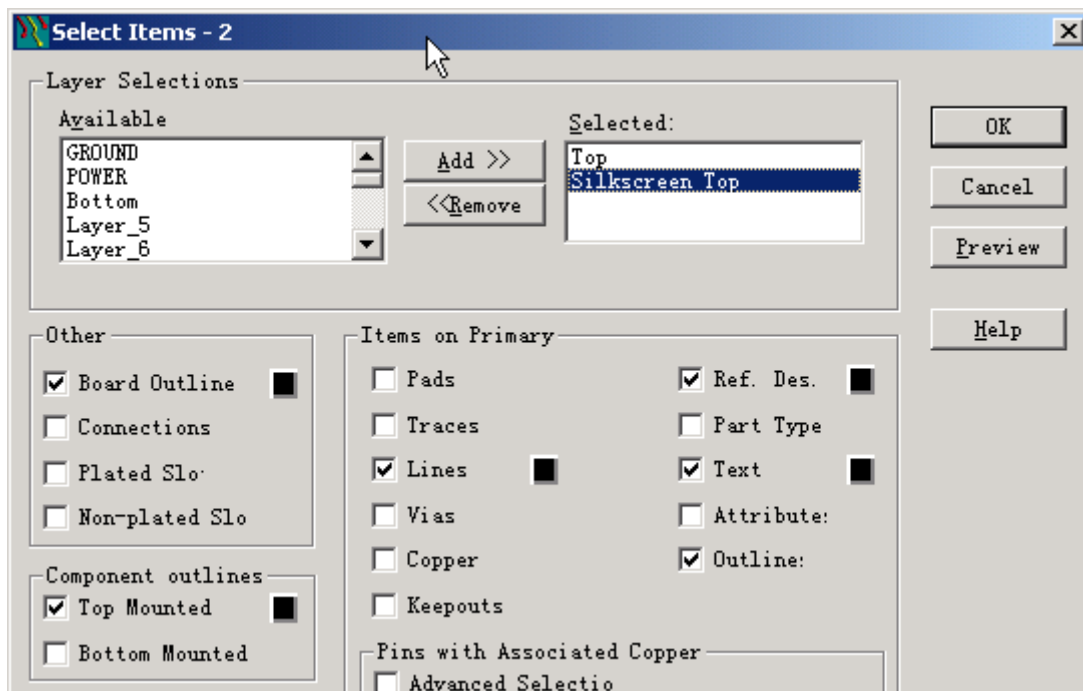 Select Items - 2
Layer Selections
Available
GROUND
POWER
Bottom
Layer_5
Layer_6
Add >>
<<Remove
Selected:
Top
Silkscreen Top
OK
Cancel
Preview
Help
Other
Board Outline
Connections
Plated Slo
Non-plated Slo
Component outlines
Top Mounted
Bottom Mounted
Items on Primary
Pads
Traces
Lines
Vias
Copper
Keepouts
Ref. Des.
Part Type
Text
Attribute:
Outline:
Pins with Associated Copper
Advanced Selectio